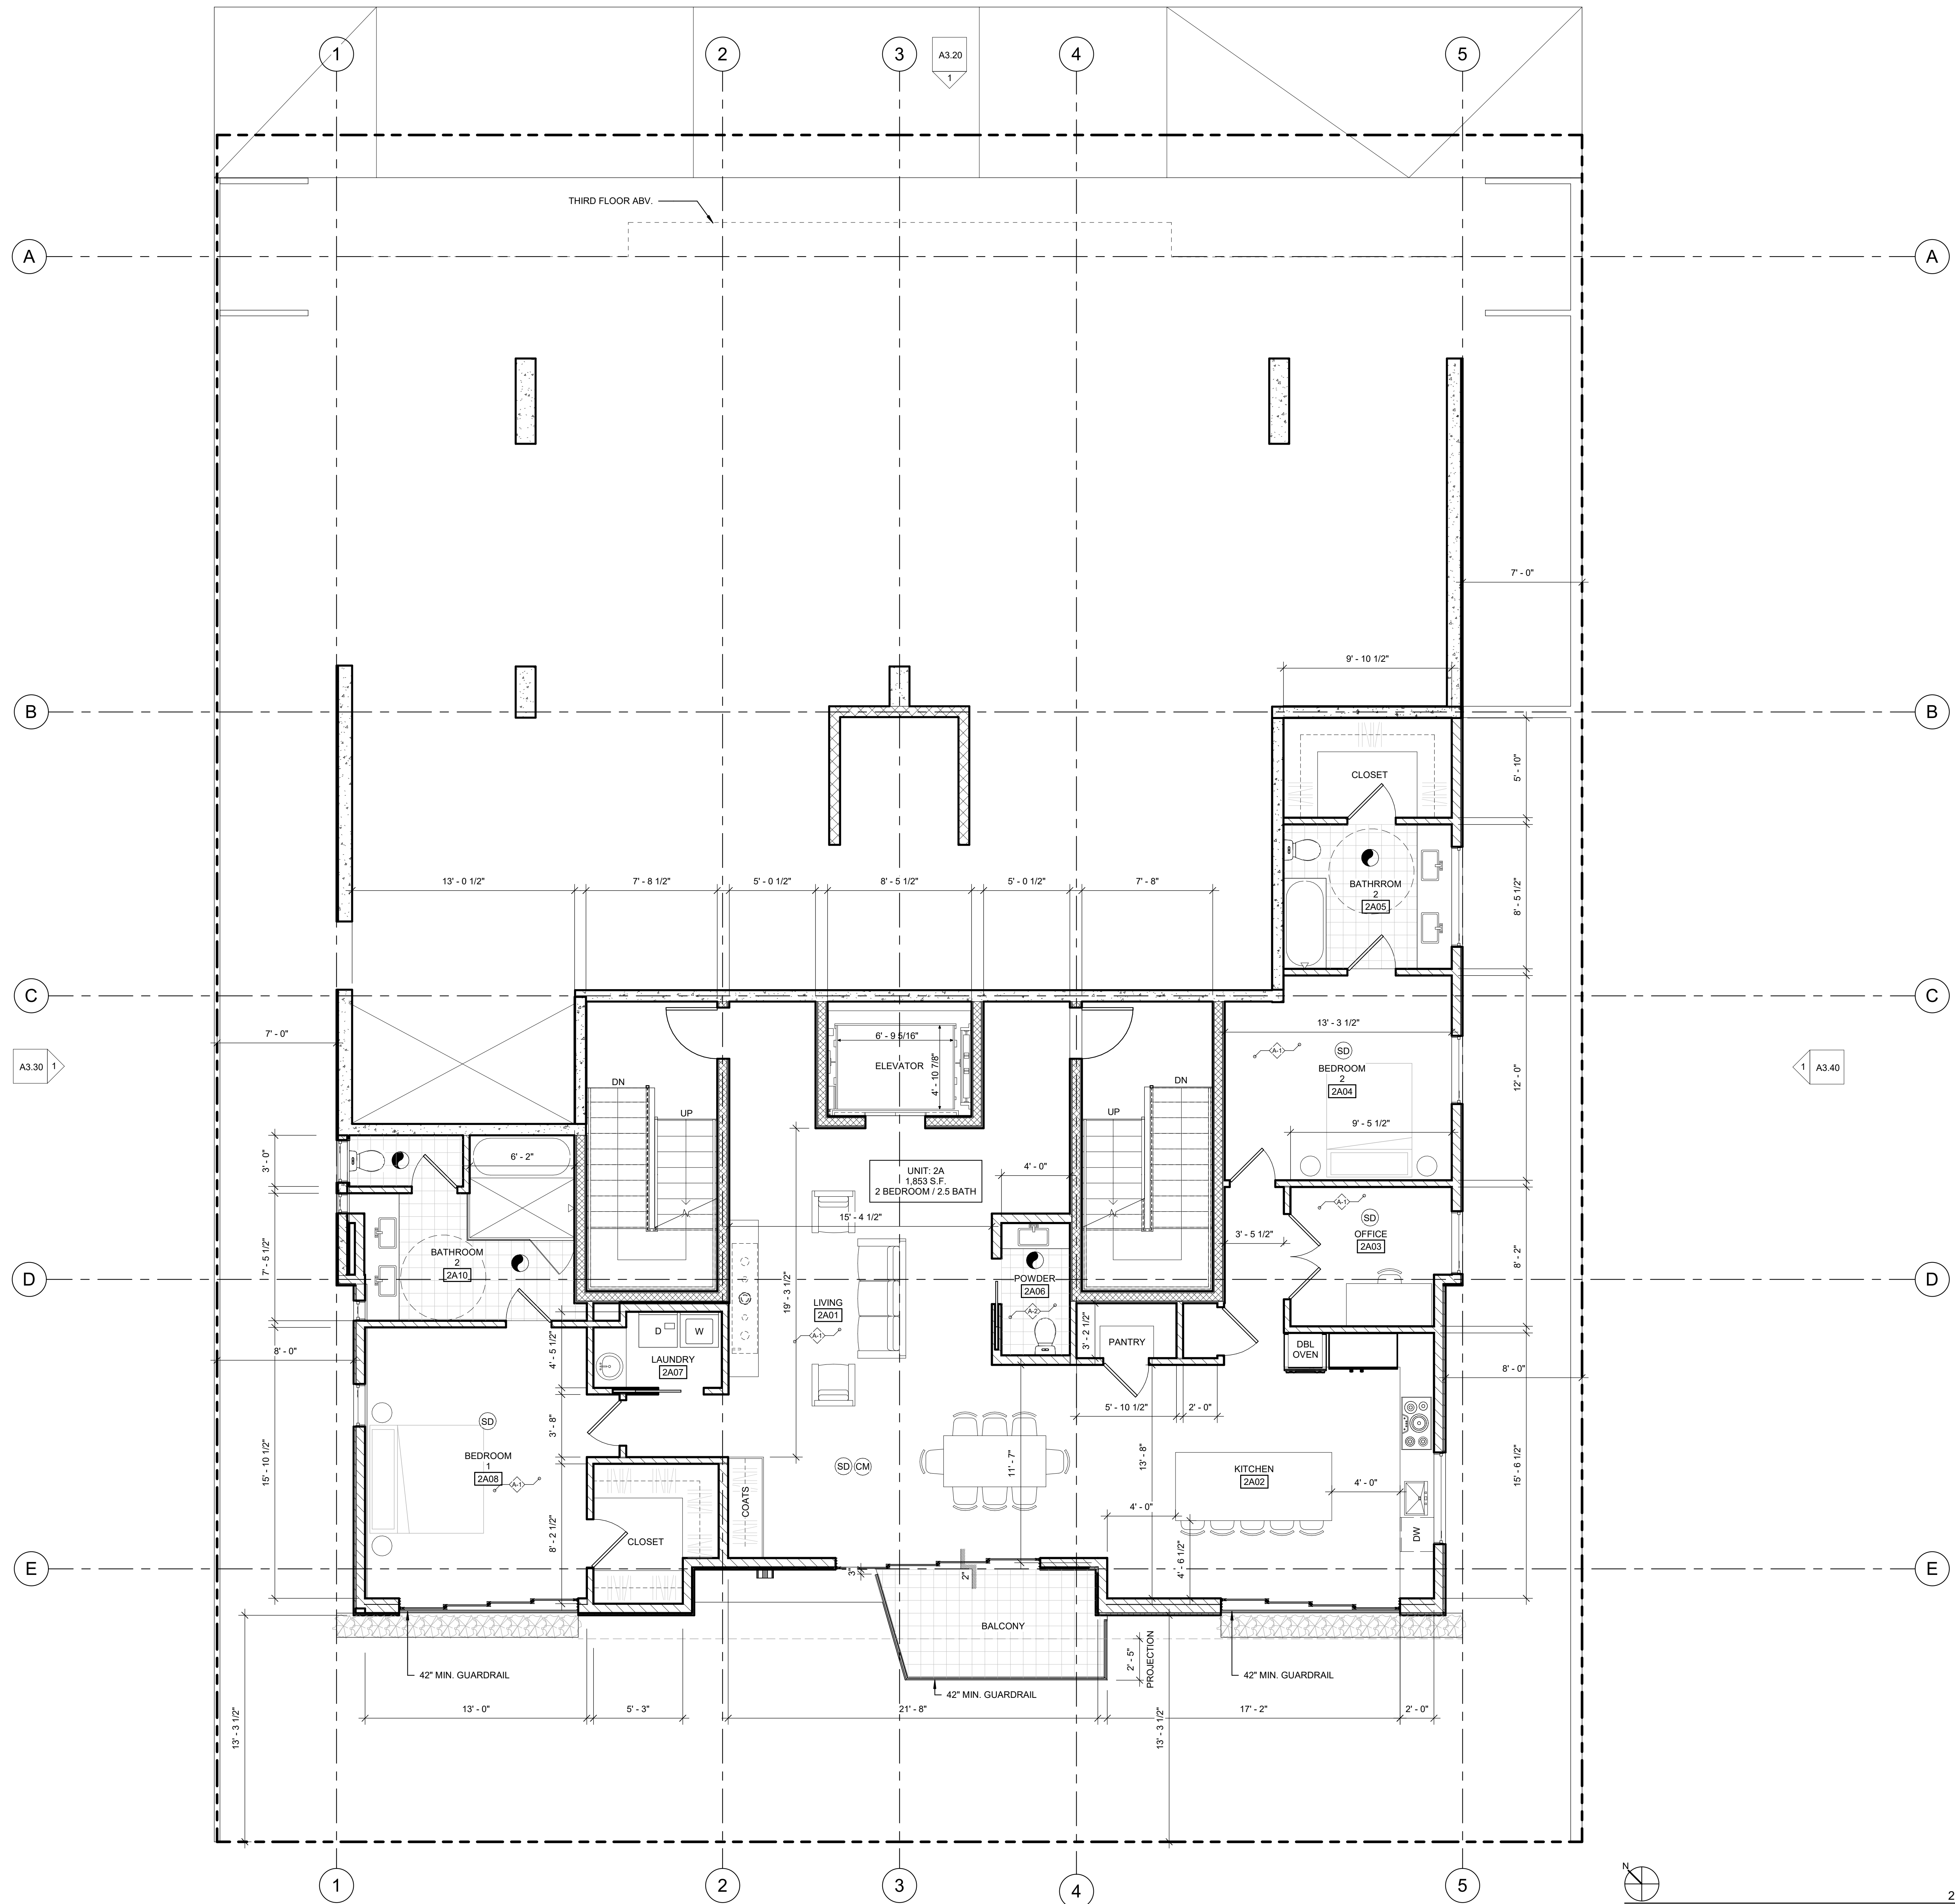 1
2
3
A3.20
1
4
5
THIRD FLOOR ABV.
A
A
7' - 0"
9' - 10 1/2"
B
B
5' - 10"
CLOSET
13' - 0 1/2"
7' - 8 1/2"
5' - 0 1/2"
8' - 5 1/2"
5' - 0 1/2"
7' - 8"
BATHRROM
2
2A05
8' - 5 1/2"
C
C
7' - 0"
13' - 3 1/2"
6' - 9 5/16"
ELEVATOR
4' - 10 7/8"
A-1
SD
BEDROOM
2
2A04
12' - 0"
A3.30
1
1
A3.40
DN
UP
UP
DN
9' - 5 1/2"
3' - 0"
6' - 2"
UNIT: 2A
1,853 S.F.
2 BEDROOM / 2.5 BATH
4' - 0"
A-1
SD
OFFICE
2A03
15' - 4 1/2"
3' - 5 1/2"
7' - 5 1/2"
BATHROOM
2
2A10
8' - 2"
D
D
POWDER
2A06
A-2
19' - 3 1/2"
LIVING
2A01
A-1
D
W
LAUNDRY
2A07
4' - 5 1/2"
3' - 2 1/2"
PANTRY
DBL
OVEN
8' - 0"
8' - 0"
5' - 10 1/2"
2' - 0"
SD
BEDROOM
1
2A08
A-1
15' - 10 1/2"
3' - 8"
SD
CM
11' - 7"
13' - 8"
KITCHEN
2A02
4' - 0"
4' - 0"
15' - 6 1/2"
COATS
CLOSET
8' - 2 1/2"
4' - 6 1/2"
DW
E
E
3"
2"
BALCONY
2' - 5"
PROJECTION
42" MIN. GUARDRAIL
42" MIN. GUARDRAIL
42" MIN. GUARDRAIL
13' - 0"
5' - 3"
21' - 8"
17' - 2"
2' - 0"
13' - 3 1/2"
13' - 3 1/2"
1
2
3
4
5
N
2